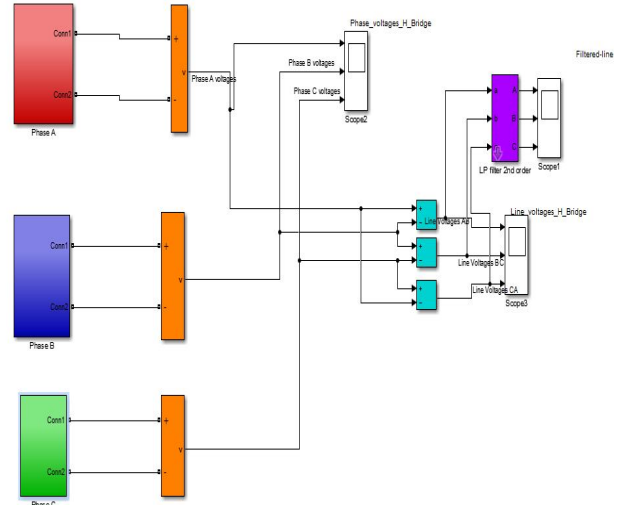 Conn1
Conn2
Phase A
+
-
v
Phase A voltages
Phase_voltages_H_Bridge
Phase B voltages
Phase C voltages
Scope2
Filtered-line
a
b
A
B
C
LP filter 2nd order
Scope1
Conn1
Conn2
Phase B
+
-
v
+
-
Line Voltages AB
+
-
Line Voltages BC
+
-
Line Voltages CA
Line_voltages_H_Bridge
Scope3
Conn1
Conn2
Phase C
+
-
v